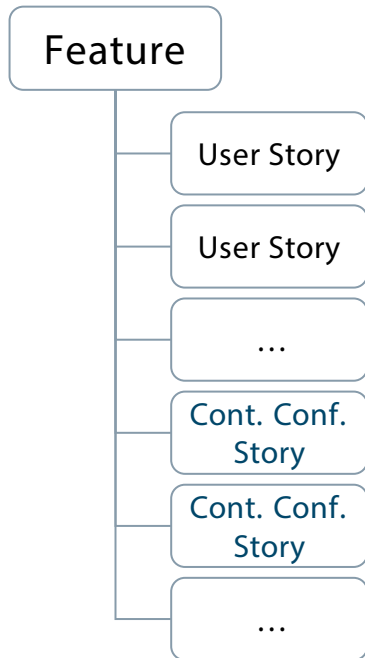 Feature
User Story
User Story
...
Cont. Conf.
Story
Cont. Conf.
Story
...